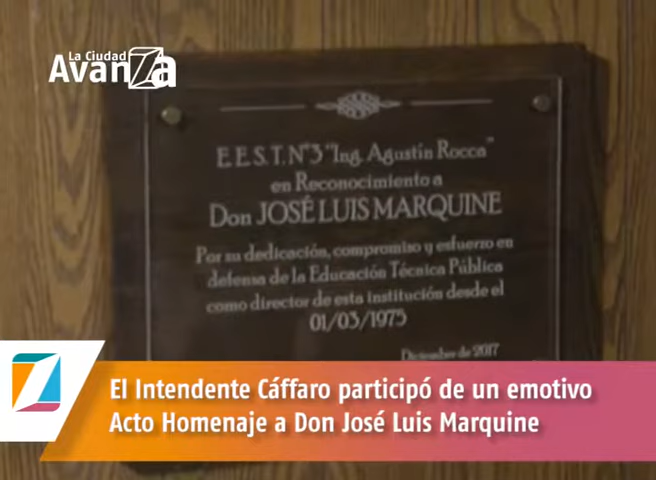 La Ciudad
AvanZa
E.E.S.T. Nº3 "Ing. Agustín Rocca"
en Reconocimiento a
Don JOSÉ LUIS MARQUINE
Por su dedicación, compromiso y esfuerzo en
defensa de la Educación Técnica Pública
como director de esta institución desde el
01/03/1975
Diciembre de 2017
El Intendente Cáffaro participó de un emotivo
Acto Homenaje a Don José Luis Marquine